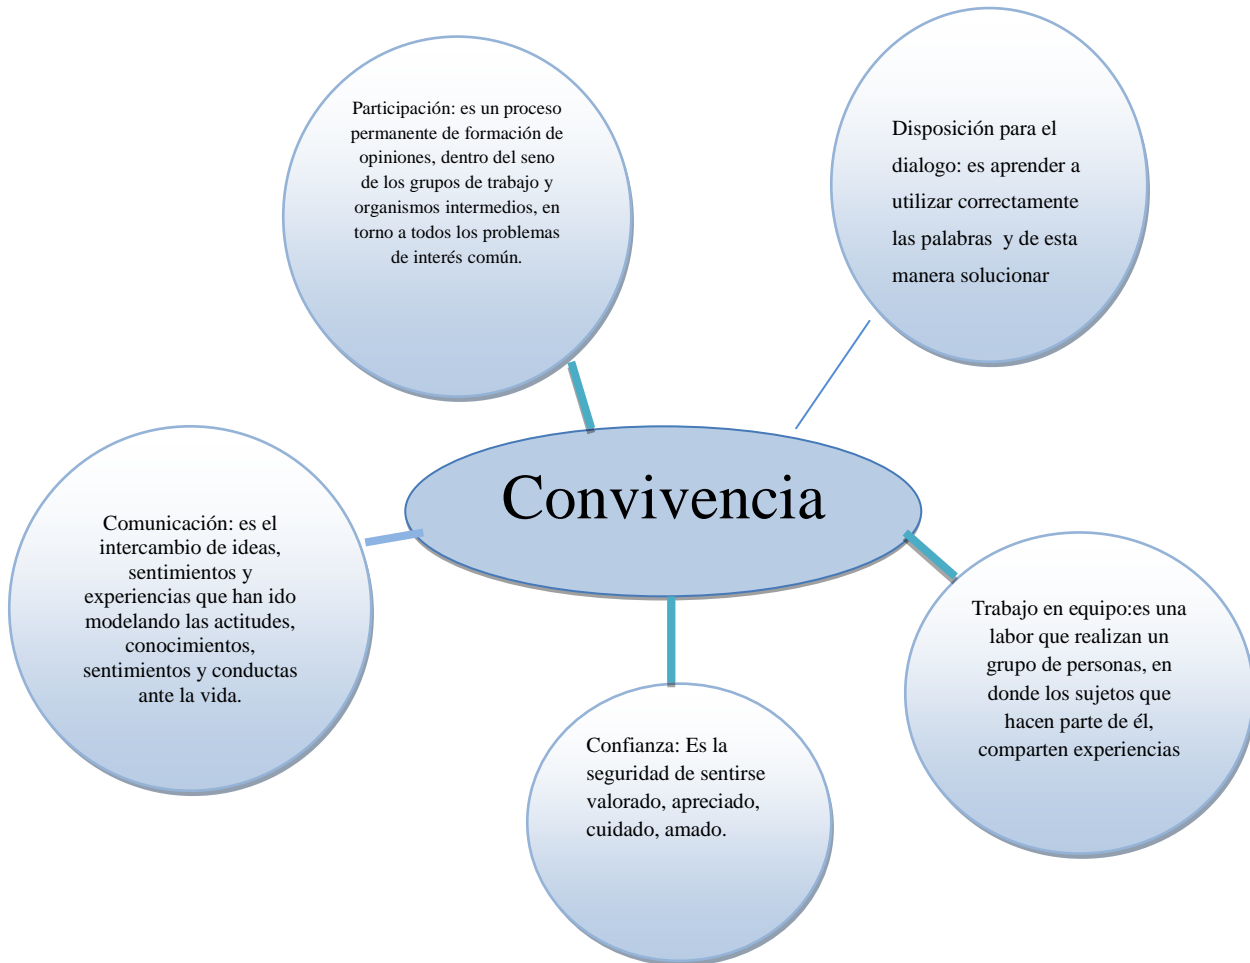 Participación: es un proceso
permanente de formación de
opiniones, dentro del seno
de los grupos de trabajo y
organismos intermedios, en
torno a todos los problemas
de interés común.
Disposición para el
dialogo: es aprender a
utilizar correctamente
las palabras  y de esta
manera solucionar
Convivencia
Comunicación: es el
intercambio de ideas,
sentimientos y
experiencias que han ido
modelando las actitudes,
conocimientos,
sentimientos y conductas
ante la vida.
Trabajo en equipo:es una
labor que realizan un
grupo de personas, en
donde los sujetos que
hacen parte de él,
comparten experiencias
Confianza: Es la
seguridad de sentirse
valorado, apreciado,
cuidado, amado.